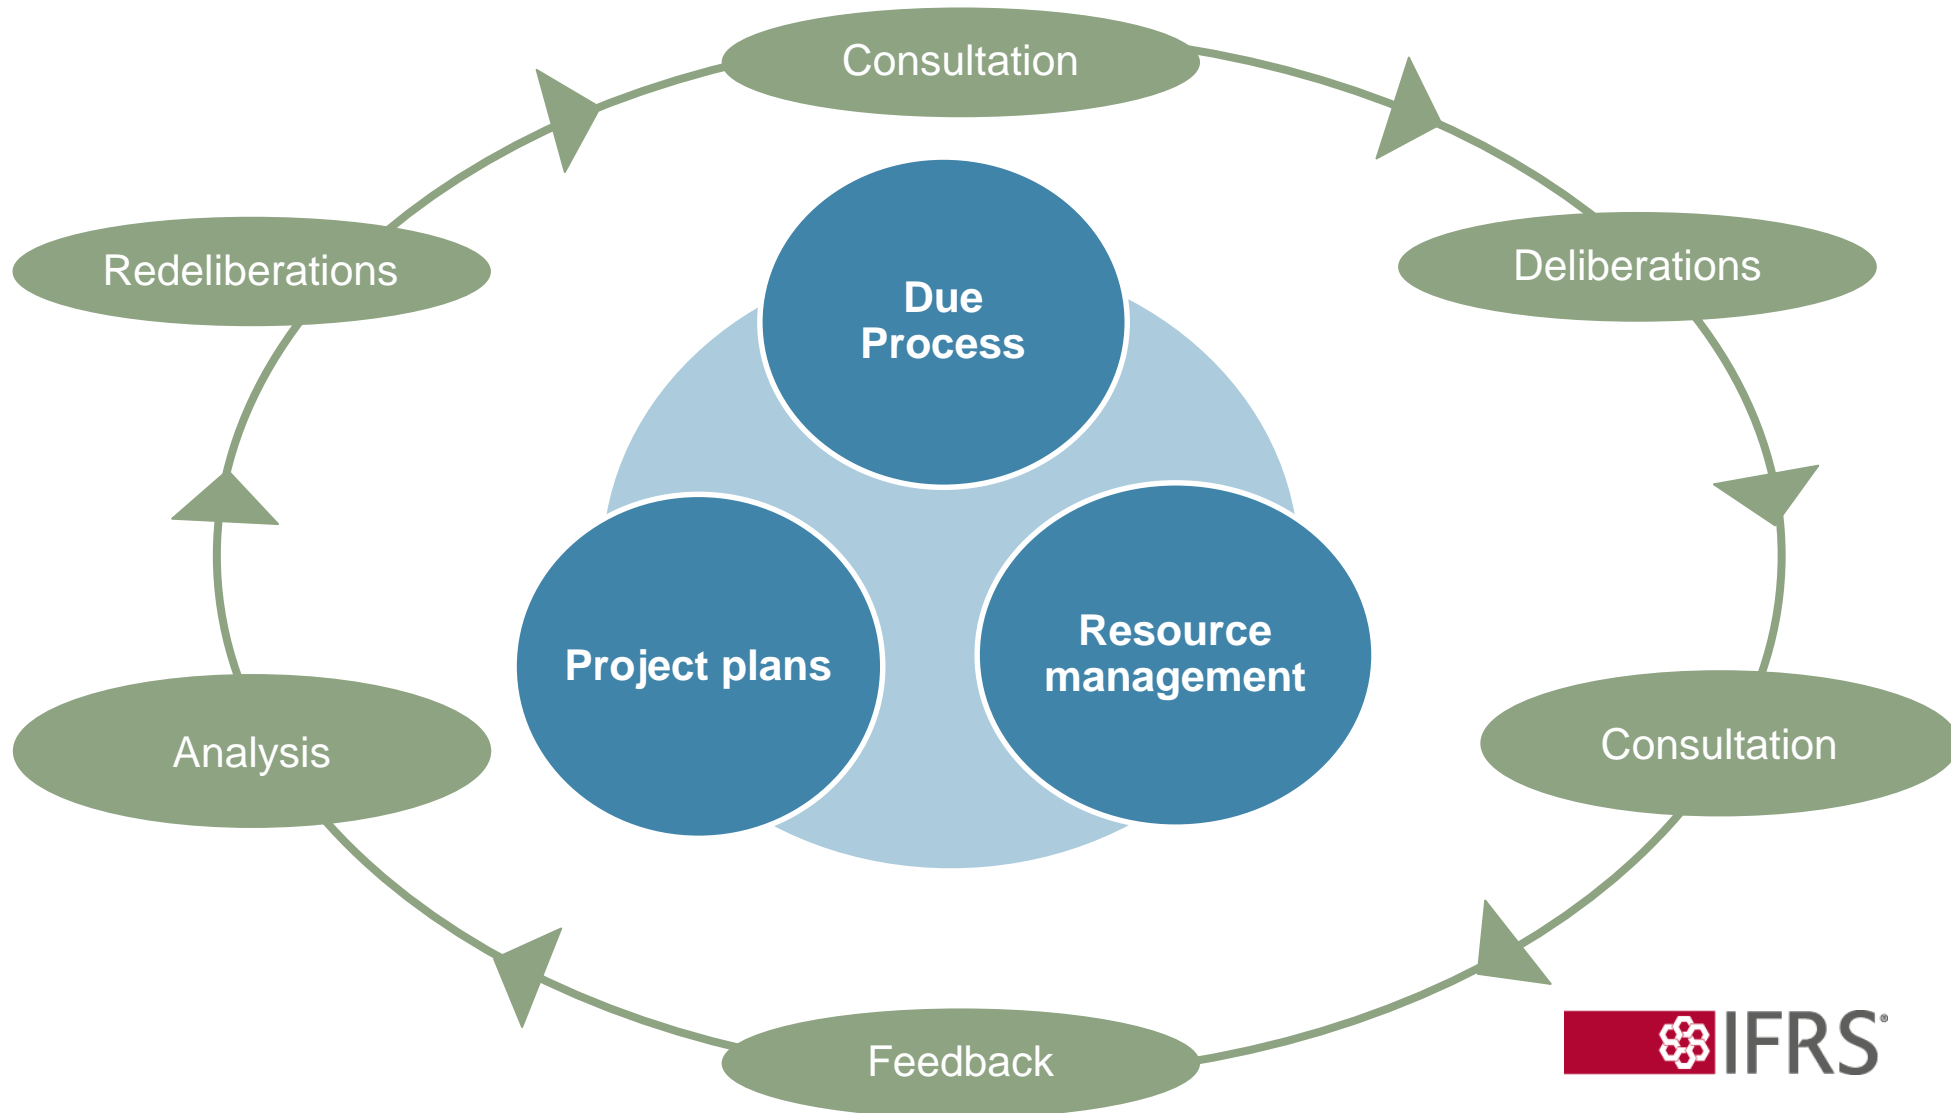 Consultation
Redeliberations
Deliberations
Due
Process
Project plans
Resource
management
Analysis
Consultation
Feedback
IFRS®